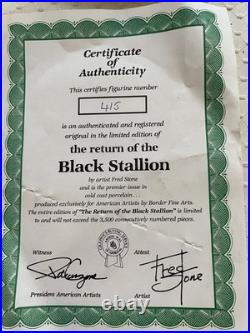 Certificate of
Authenticity
This certifies figurine number
415
is an authenticated and registered
original in the limited edition of
the return of the
Black Stallion
by artist Fred Stone
and is the premier issue in
cold cast porcelain...
produced exclusively for American Artists by Border Fine Arts.
The entire edition of "The Return of the Black Stallion" is limited
to and will not exceed the 3,500 consecutively numbered pieces.
Witness
Attest
Fred
Stone
President American Artists